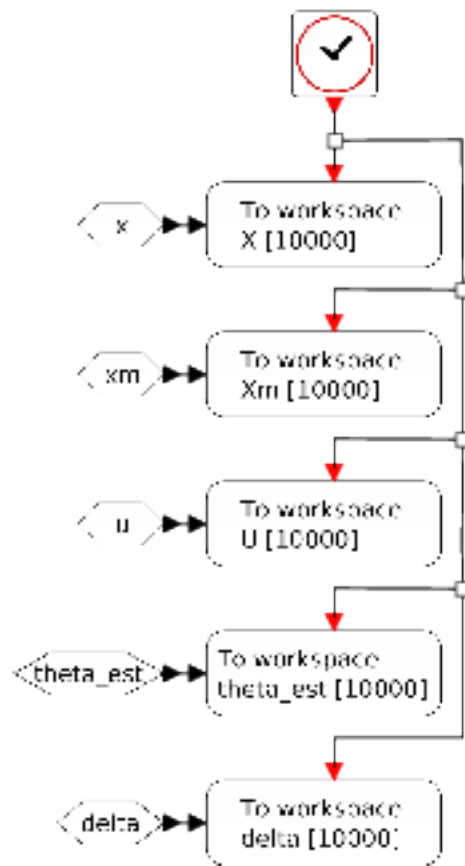 x
To workspace
X [10000]
xm
To workspace
Xm [10000]
u
To workspace
U [10000]
theta_est
To workspace
theta_est [10000]
delta
To workspace
delta [10000]